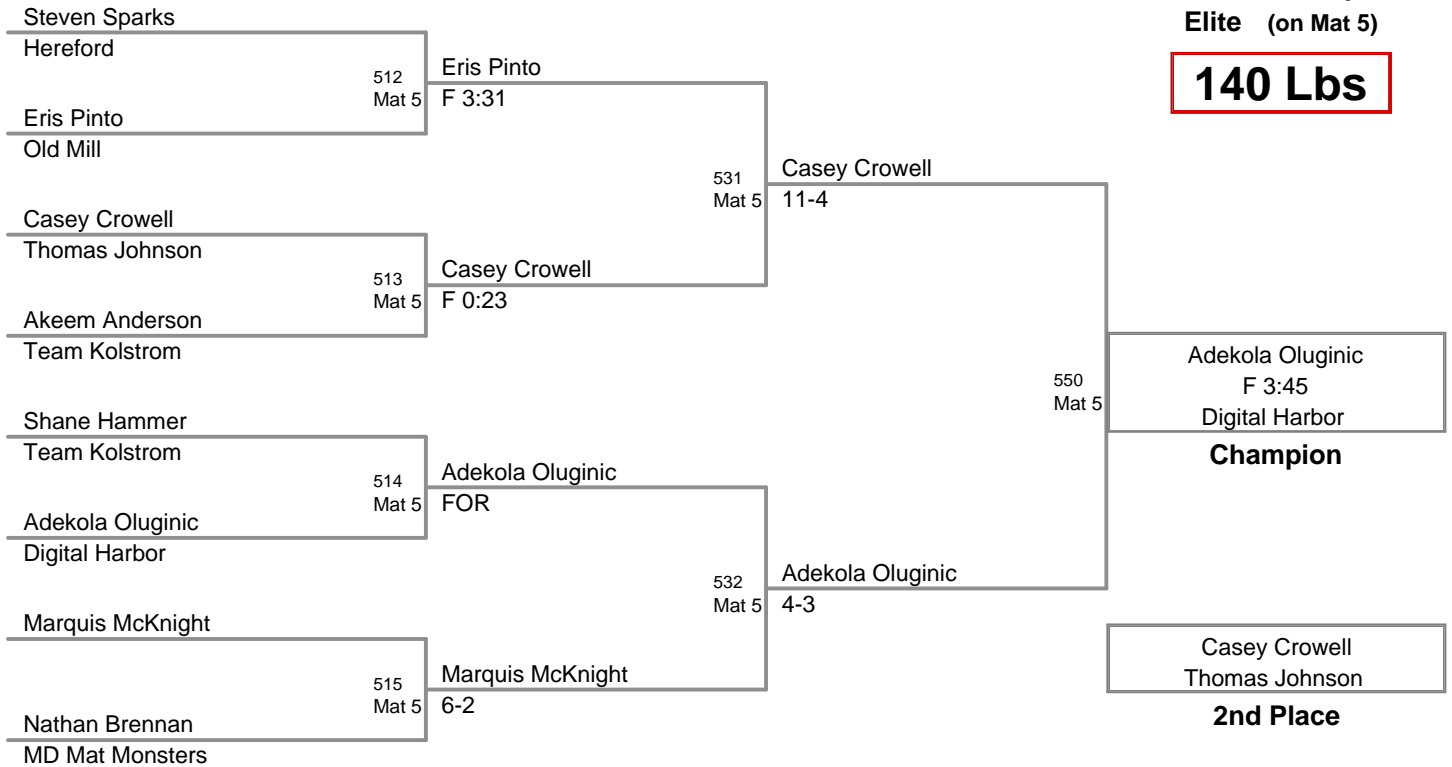 Elite (on Mat 5)
140 Lbs
Steven Sparks
Hereford
512
Mat 5
Eris Pinto
F 3:31
Eris Pinto
Old Mill
531
Mat 5
Casey Crowell
11-4
Casey Crowell
Thomas Johnson
513
Mat 5
Casey Crowell
F 0:23
Akeem Anderson
Team Kolstrom
550
Mat 5
Adekola Oluginic
F 3:45
Digital Harbor
Champion
Shane Hammer
Team Kolstrom
514
Mat 5
Adekola Oluginic
FOR
Adekola Oluginic
Digital Harbor
532
Mat 5
Adekola Oluginic
4-3
Marquis McKnight
515
Mat 5
Marquis McKnight
6-2
Nathan Brennan
MD Mat Monsters
Casey Crowell
Thomas Johnson
2nd Place